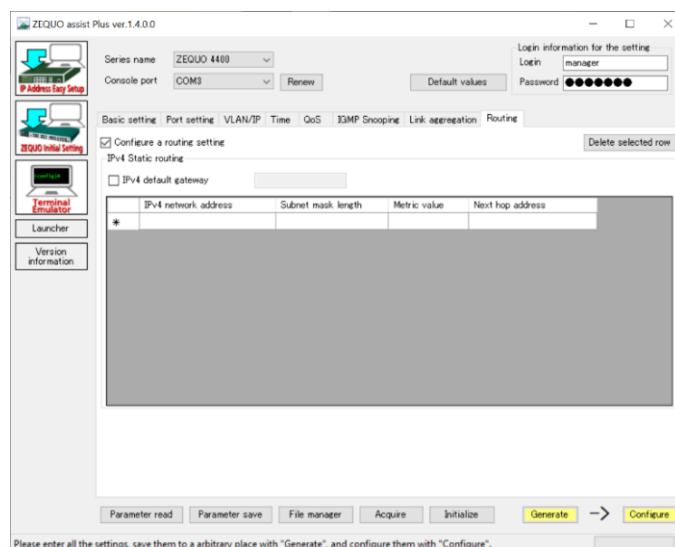 ZEQUO assist Plus ver.1.4.0.0
Login information for the setting
Series name ZEQUO 4400
Login manager
Console port COM3 Renew Default values
Password ●●●●●●●
IP Address Easy Setup
Basic setting Port setting VLAN/IP Time QoS IGMP Snooping Link aggregation Routing
Configure a routing setting Delete selected row
ZEQUO Initial Setting
IPv4 Static routing
IPv4 default gateway
Terminal
Emulator
IPv4 network address Subnet mask length Metric value Next hop address
*
Launcher
Version
information
Parameter read Parameter save File manager Acquire Initialize Generate -> Configure
Please enter all the settings, save them to a arbitrary place with "Generate", and configure them with "Configure".